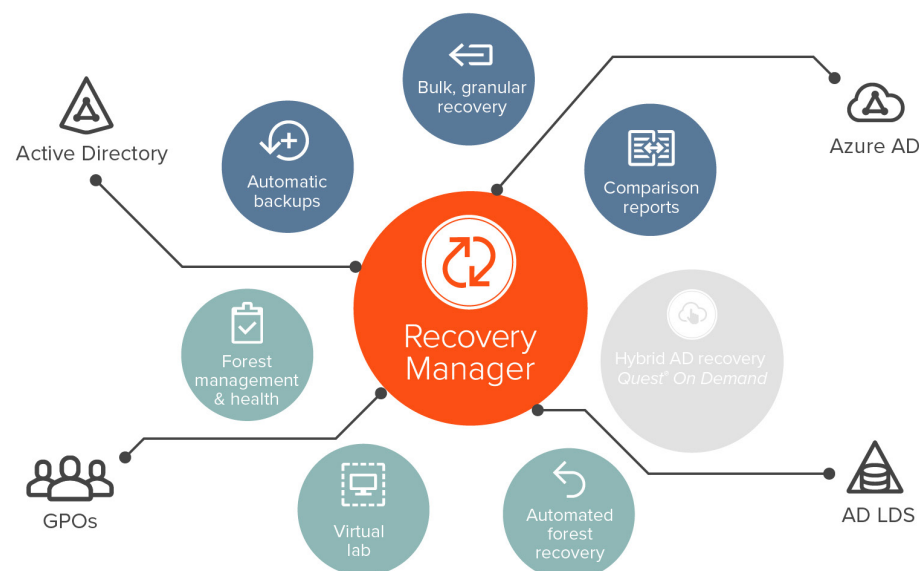 Bulk, granular
recovery
Active Directory
Azure AD
Automatic
backups
Comparison
reports
Recovery
Manager
Forest
management
& health
Hybrid AD recovery
Quest® On Demand
GPOs
Virtual
lab
Automated
forest
recovery
AD LDS